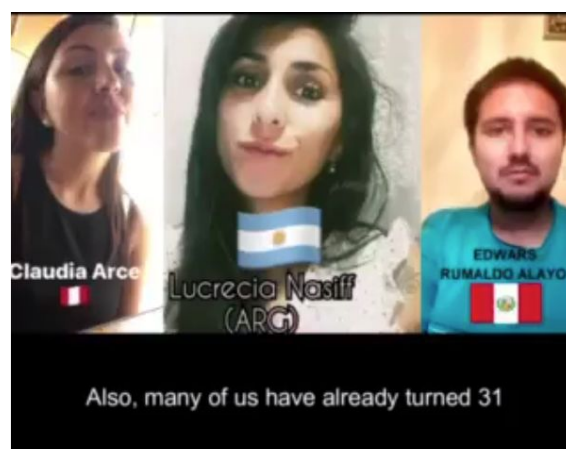 Claudia Arce
Lucrecia Nasiff
(ARG)
EDWARS
RUMALDO ALAYO
Also, many of us have already turned 31